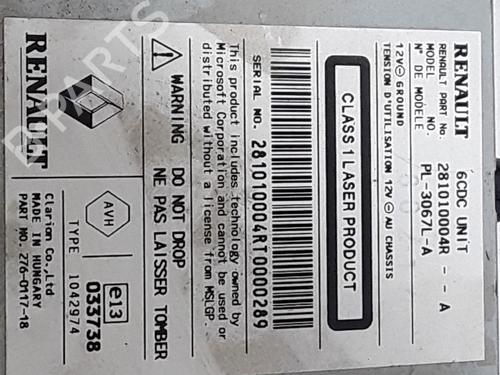 RENAULT 6CDC UNIT
RENAULT PART NO. 281010004R - - A
MODEL NO. PL-3067L-A
N° DE MODELE
12V⎓ GROUND
TENSION D'UTILISATION 12V⎓ AU CHASSIS
CLASS 1 LASER PRODUCT
SERIAL NO. 281010004RT0000289
This product includes technology owned by
Microsoft Corporation and cannot be used or
distributed without a license from MSLGP.
WARNING DO NOT DROP
NE PAS LAISSER TOMBER
RENAULT
AVH
e13
033738
TYPE 1042974
Clarion Co.,Ltd
MADE IN HUNGARY
PART NO. 276-0117-18
B-PARTS